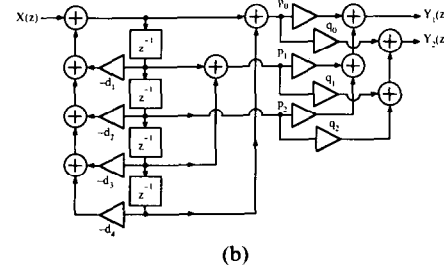 X(z)
p₀
Y₁(z
q₀
Y₂(z
z⁻¹
−d₁
p₁
z⁻¹
q₁
−d₂
p₂
z⁻¹
q₂
−d₃
z⁻¹
−d₄
(b)